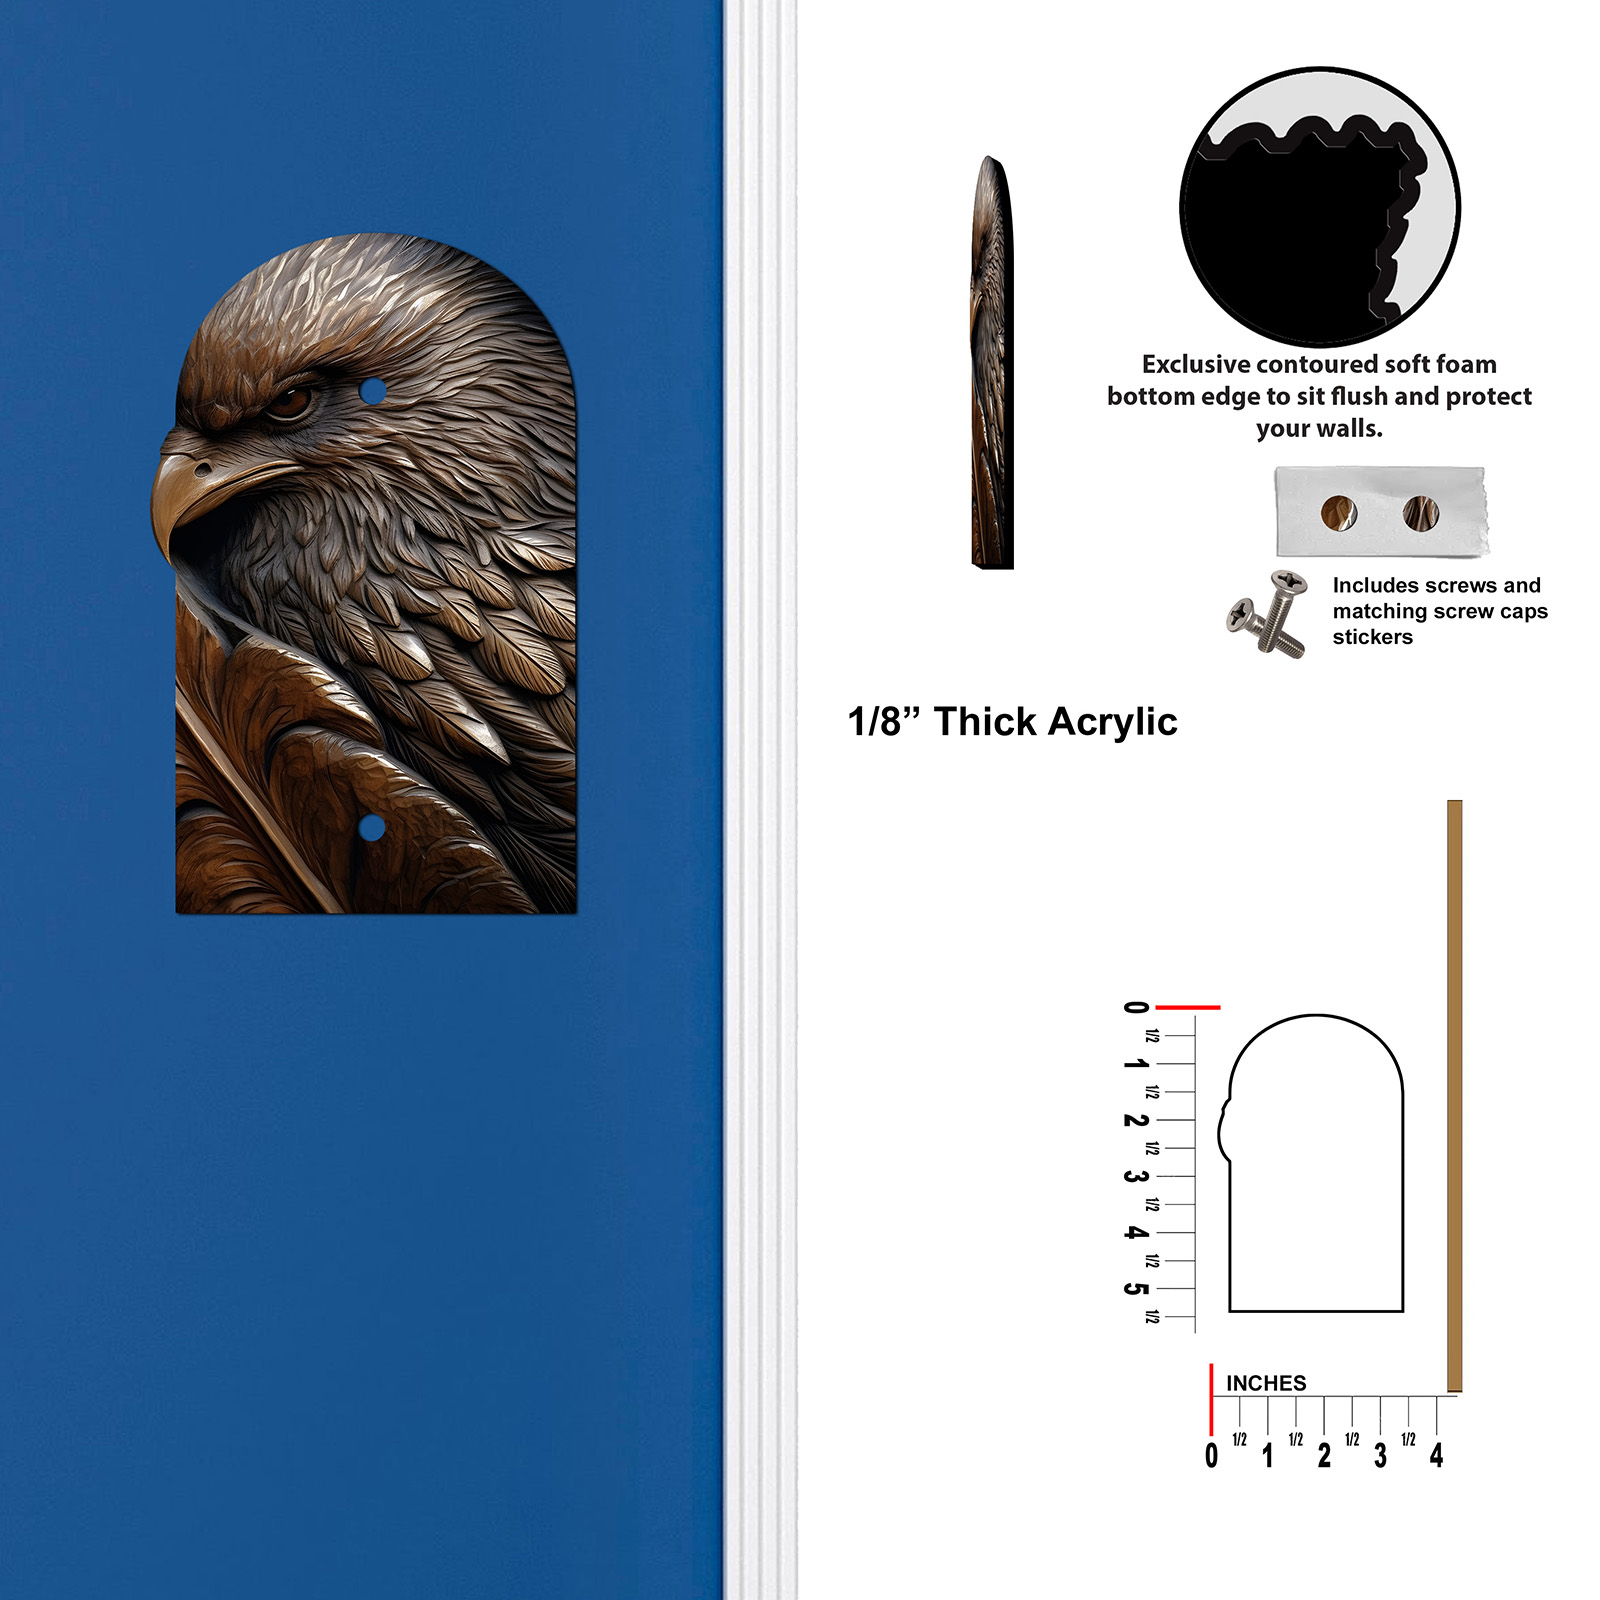 Exclusive contoured soft foam
bottom edge to sit flush and protect
your walls.
Includes screws and
matching screw caps
stickers
1/8” Thick Acrylic
0
1/2
1
1/2
2
1/2
3
1/2
4
1/2
5
1/2
INCHES
0 1/2 1 1/2 2 1/2 3 1/2 4